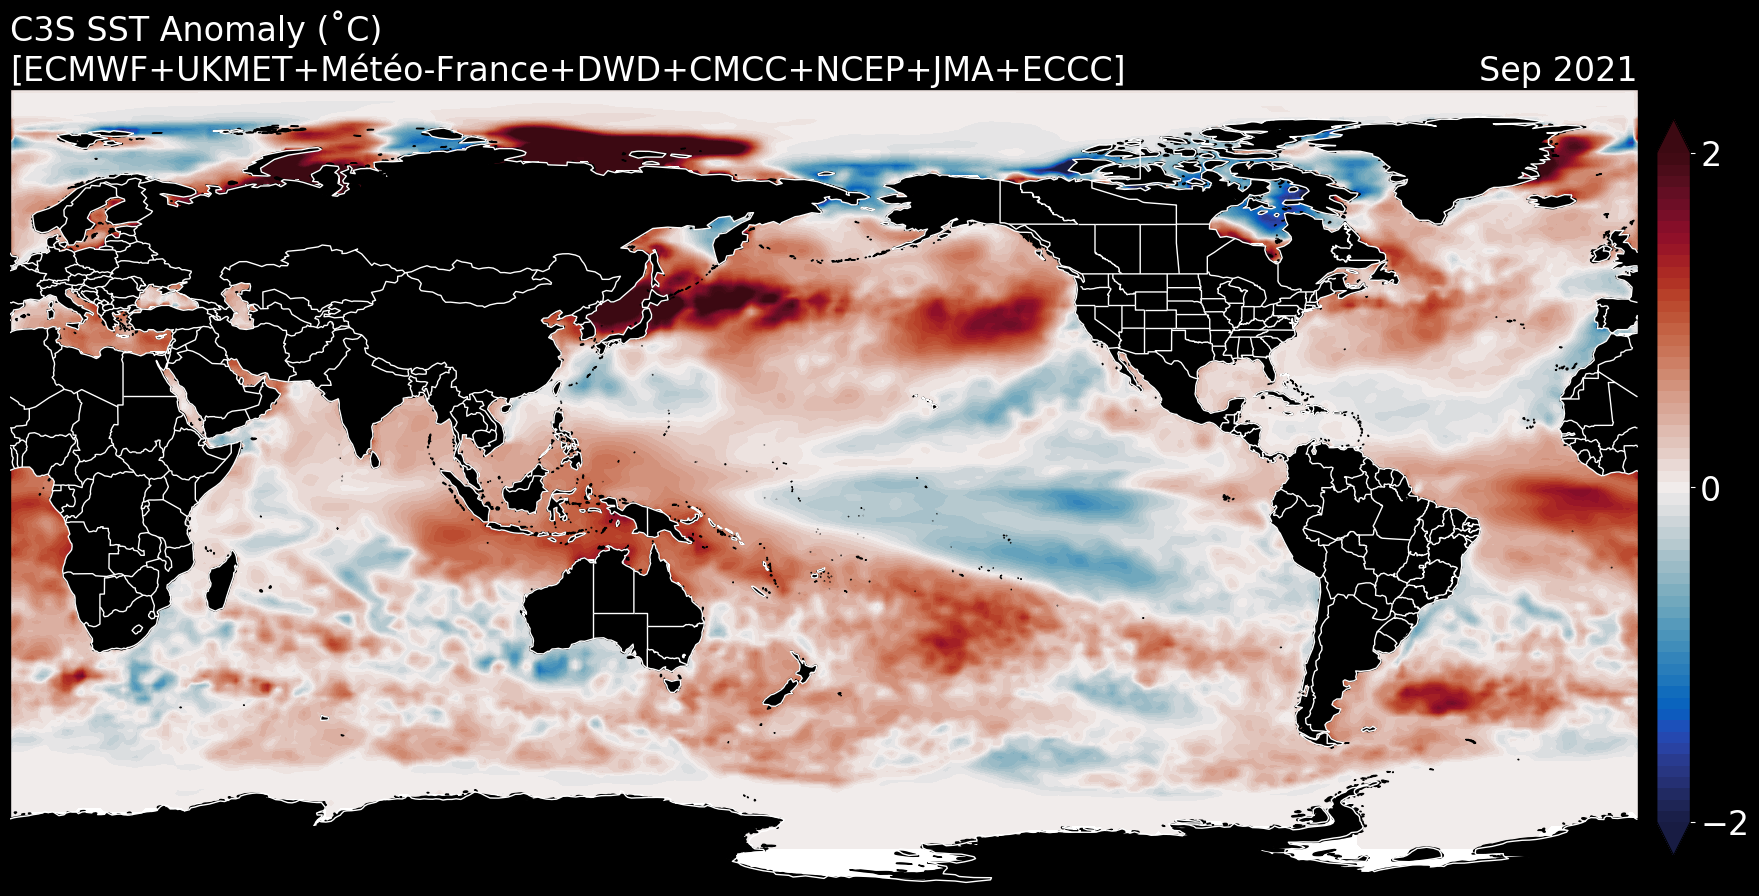 C3S SST Anomaly (˚C)
[ECMWF+UKMET+Météo-France+DWD+CMCC+NCEP+JMA+ECCC]
Sep 2021
2
0
−2